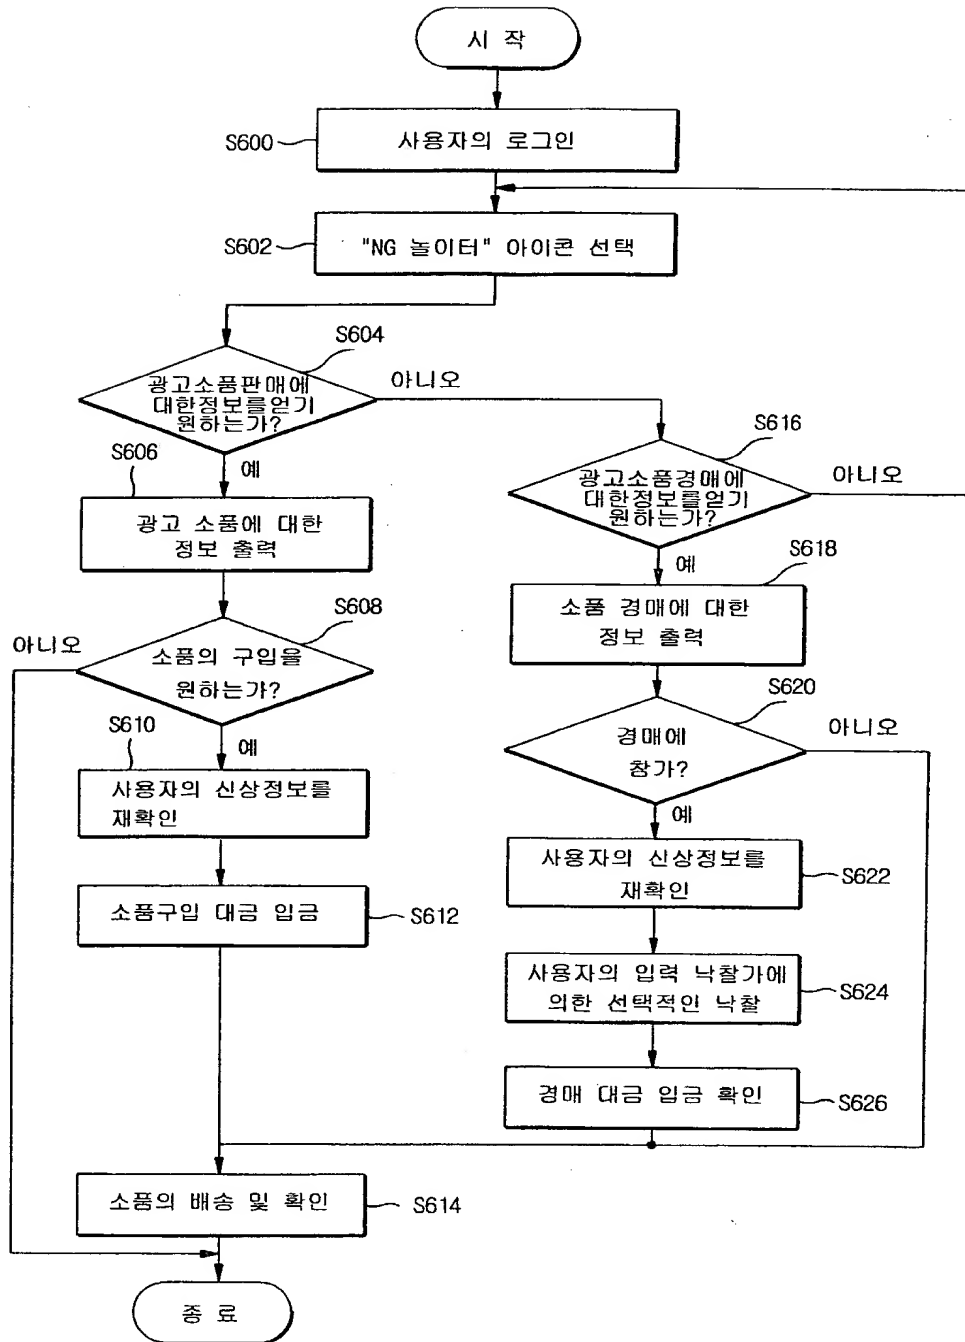 시 작
S600
사용자의 로그인
S602
"NG 놀이터" 아이콘 선택
S604
광고소품판매에
대한정보를얻기
원하는가?
아니오
예
S606
광고 소품에 대한
정보 출력
S616
광고소품경매에
대한정보를얻기
원하는가?
아니오
예
S618
소품 경매에 대한
정보 출력
S608
아니오
소품의 구입을
원하는가?
예
S620
경매에
참가?
아니오
예
S610
사용자의 신상정보를
재확인
S622
사용자의 신상정보를
재확인
소품구입 대금 입금
S612
사용자의 입력 낙찰가에
의한 선택적인 낙찰
S624
경매 대금 입금 확인
S626
소품의 배송 및 확인
S614
종 료